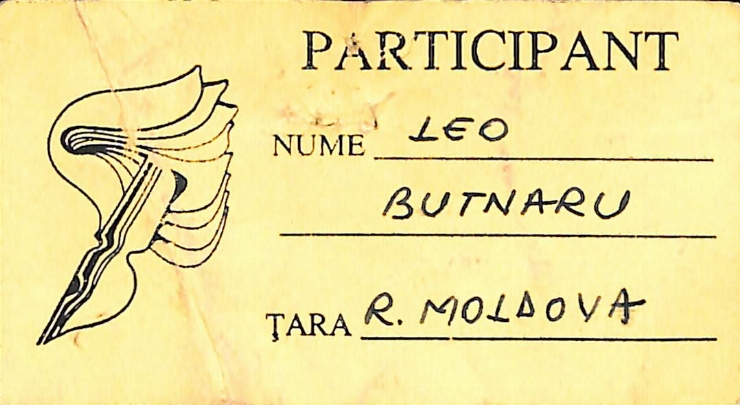 PARTICIPANT
NUME LEO
BUTNARU
ŢARA R. MOLDOVA